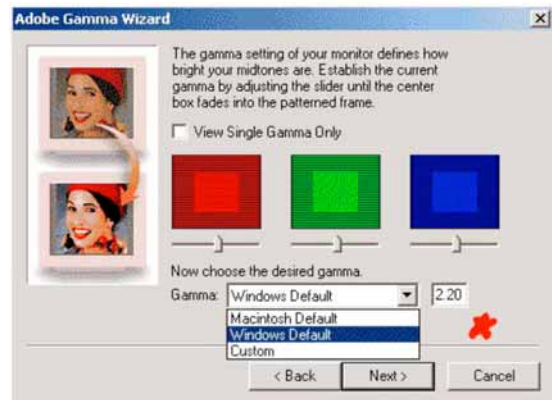 Adobe Gamma Wizard
The gamma setting of your monitor defines how
bright your midtones are. Establish the current
gamma by adjusting the slider until the center
box fades into the patterned frame.
View Single Gamma Only
Now choose the desired gamma.
Gamma: Windows Default 2.20
Macintosh Default
Windows Default
Custom
< Back Next > Cancel